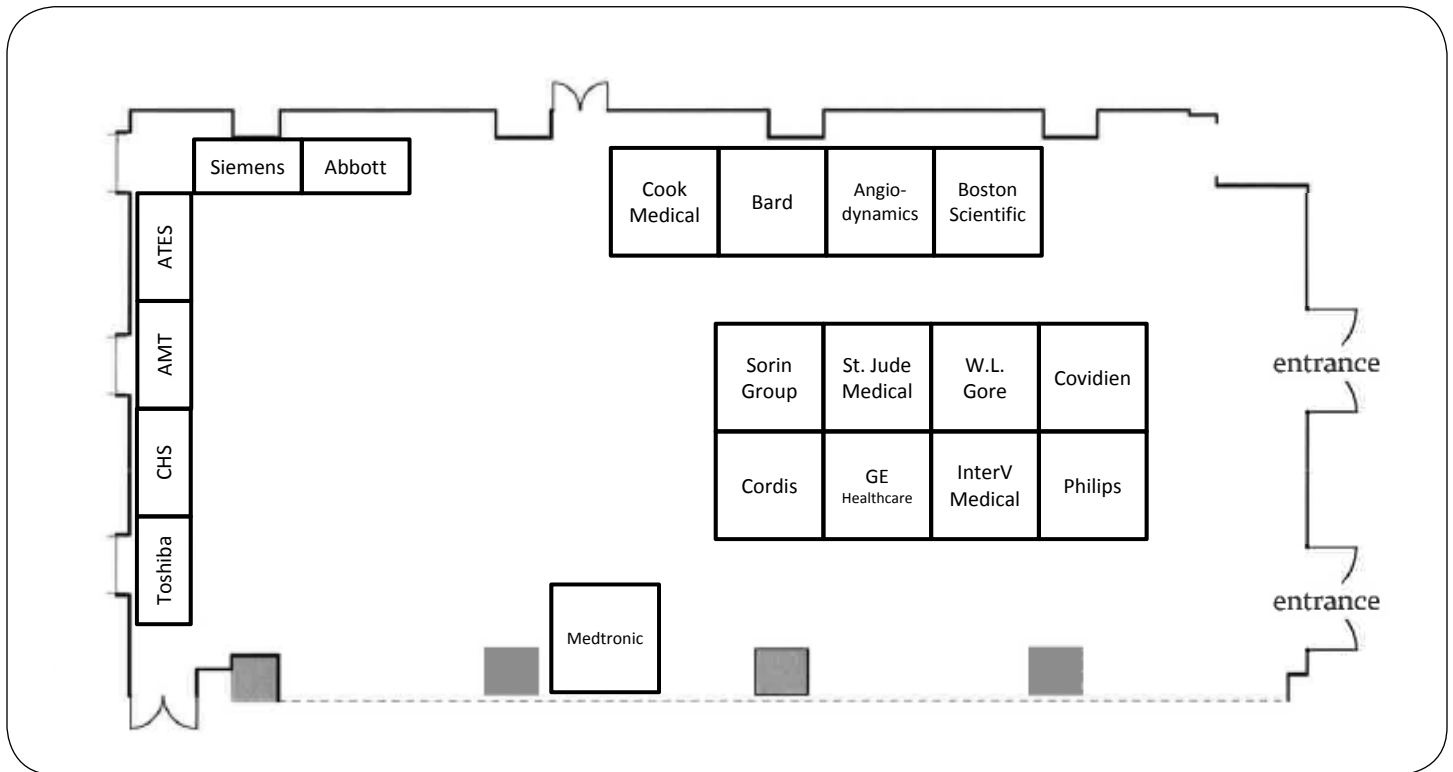 Siemens
Abbott
Cook
Medical
Bard
Angio-
dynamics
Boston
Scientific
ATES
AMT
CHS
Toshiba
Sorin
Group
St. Jude
Medical
W.L.
Gore
Covidien
entrance
Cordis
GE
Healthcare
InterV
Medical
Philips
Medtronic
entrance